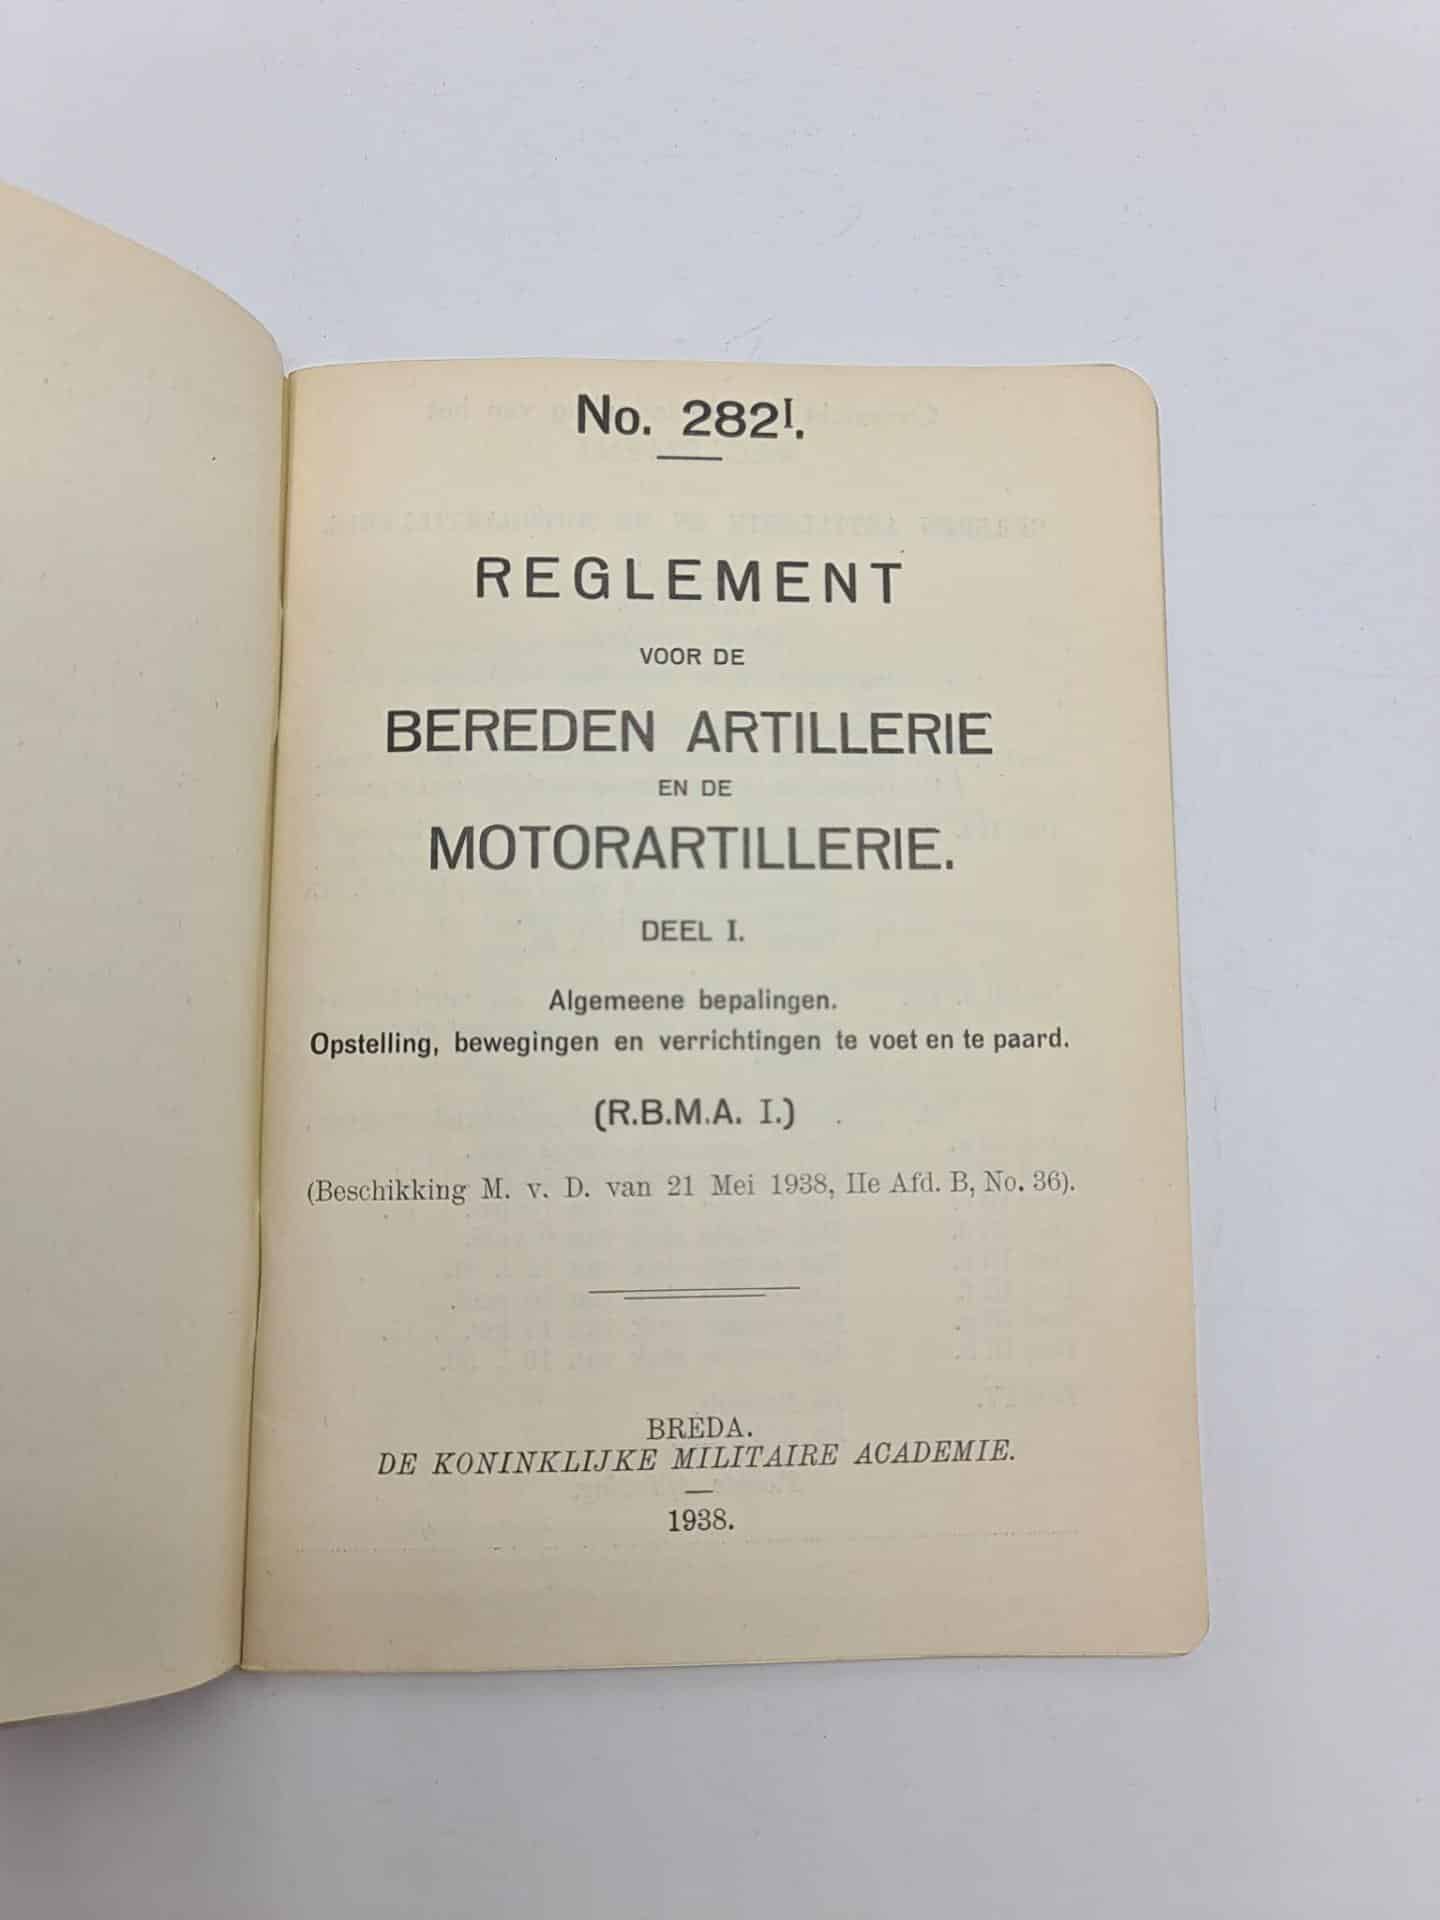 No. 282I.
REGLEMENT
VOOR DE
BEREDEN ARTILLERIE
EN DE
MOTORARTILLERIE.
DEEL I.
Algemeene bepalingen.
Opstelling, bewegingen en verrichtingen te voet en te paard.
(R.B.M.A. I.)
(Beschikking M. v. D. van 21 Mei 1938, IIe Afd. B, No. 36).
BREDA.
DE KONINKLIJKE MILITAIRE ACADEMIE.
1938.